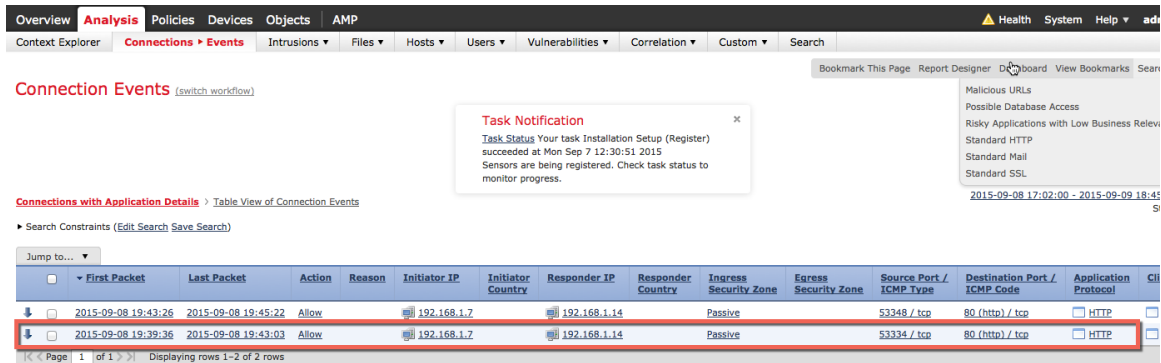 Overview Analysis Policies Devices Objects AMP Health System Help ▼
Context Explorer Connections ▸ Events Intrusions ▼ Files ▼ Hosts ▼ Users ▼ Vulnerabilities ▼ Correlation ▼ Custom ▼ Search
Bookmark This Page Report Designer Dashboard View Bookmarks Sear
Connection Events (switch workflow)
Malicious URLs
Possible Database Access
Risky Applications with Low Business Releva
Standard HTTP
Standard Mail
Standard SSL
Task Notification ×
Task Status Your task Installation Setup (Register)
succeeded at Mon Sep 7 12:30:51 2015
Sensors are being registered. Check task status to
monitor progress.
2015-09-08 17:02:00 - 2015-09-09 18:45
Connections with Application Details > Table View of Connection Events
▸ Search Constraints (Edit Search Save Search)
Jump to... ▼
▼ First Packet Last Packet Action Reason Initiator IP Initiator Country Responder IP Responder Country Ingress Security Zone Egress Security Zone Source Port / ICMP Type Destination Port / ICMP Code Application Protocol Cli
2015-09-08 19:43:26 2015-09-08 19:45:22 Allow 192.168.1.7 192.168.1.14 Passive 53348 / tcp 80 (http) / tcp HTTP
2015-09-08 19:39:36 2015-09-08 19:43:03 Allow 192.168.1.7 192.168.1.14 Passive 53334 / tcp 80 (http) / tcp HTTP
|< < Page 1 of 1 > >| Displaying rows 1–2 of 2 rows